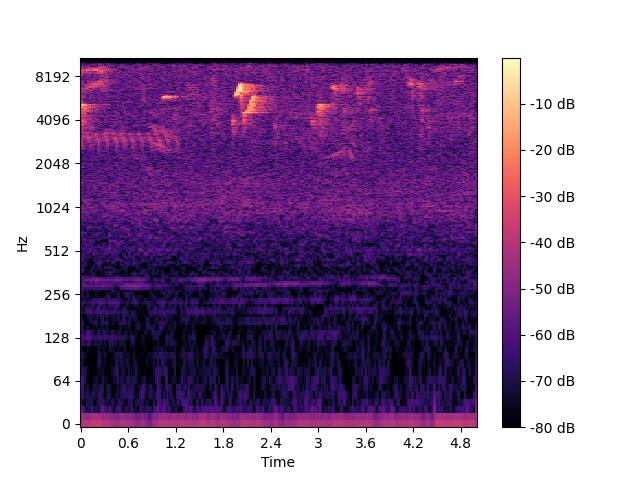 8192
4096
2048
1024
512
256
128
64
0
Hz
0 0.6 1.2 1.8 2.4 3 3.6 4.2 4.8
Time
-10 dB
-20 dB
-30 dB
-40 dB
-50 dB
-60 dB
-70 dB
-80 dB